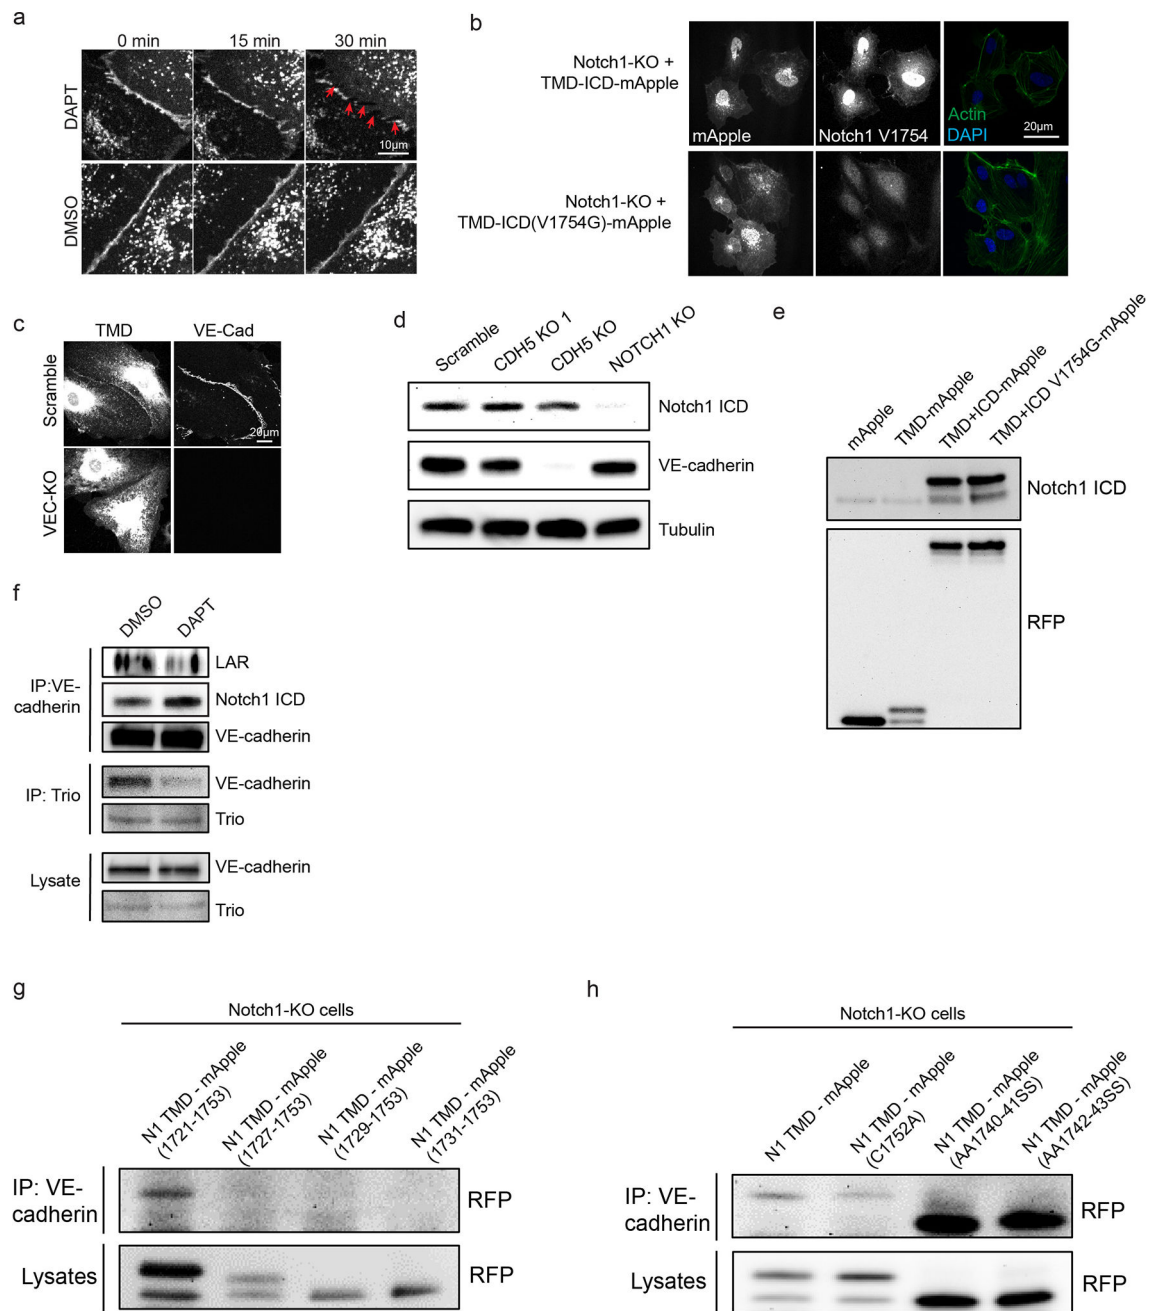 a
0 min
15 min
30 min
DAPT
DMSO
10µm
b
Notch1-KO +
TMD-ICD-mApple
mApple
Notch1 V1754
Actin
DAPI
20µm
Notch1-KO +
TMD-ICD(V1754G)-mApple
c
TMD
VE-Cad
Scramble
VEC-KO
20µm
d
Scramble
CDH5 KO 1
CDH5 KO
NOTCH1 KO
Notch1 ICD
VE-cadherin
Tubulin
e
mApple
TMD-mApple
TMD+ICD-mApple
TMD+ICD V1754G-mApple
Notch1 ICD
RFP
f
DMSO
DAPT
IP:VE-
cadherin
LAR
Notch1 ICD
VE-cadherin
IP: Trio
VE-cadherin
Trio
Lysate
VE-cadherin
Trio
g
Notch1-KO cells
N1 TMD - mApple
(1721-1753)
N1 TMD - mApple
(1727-1753)
N1 TMD - mApple
(1729-1753)
N1 TMD - mApple
(1731-1753)
IP: VE-
cadherin
RFP
Lysates
RFP
h
Notch1-KO cells
N1 TMD - mApple
N1 TMD - mApple
(C1752A)
N1 TMD - mApple
(AA1740-41SS)
N1 TMD - mApple
(AA1742-43SS)
IP: VE-
cadherin
RFP
Lysates
RFP